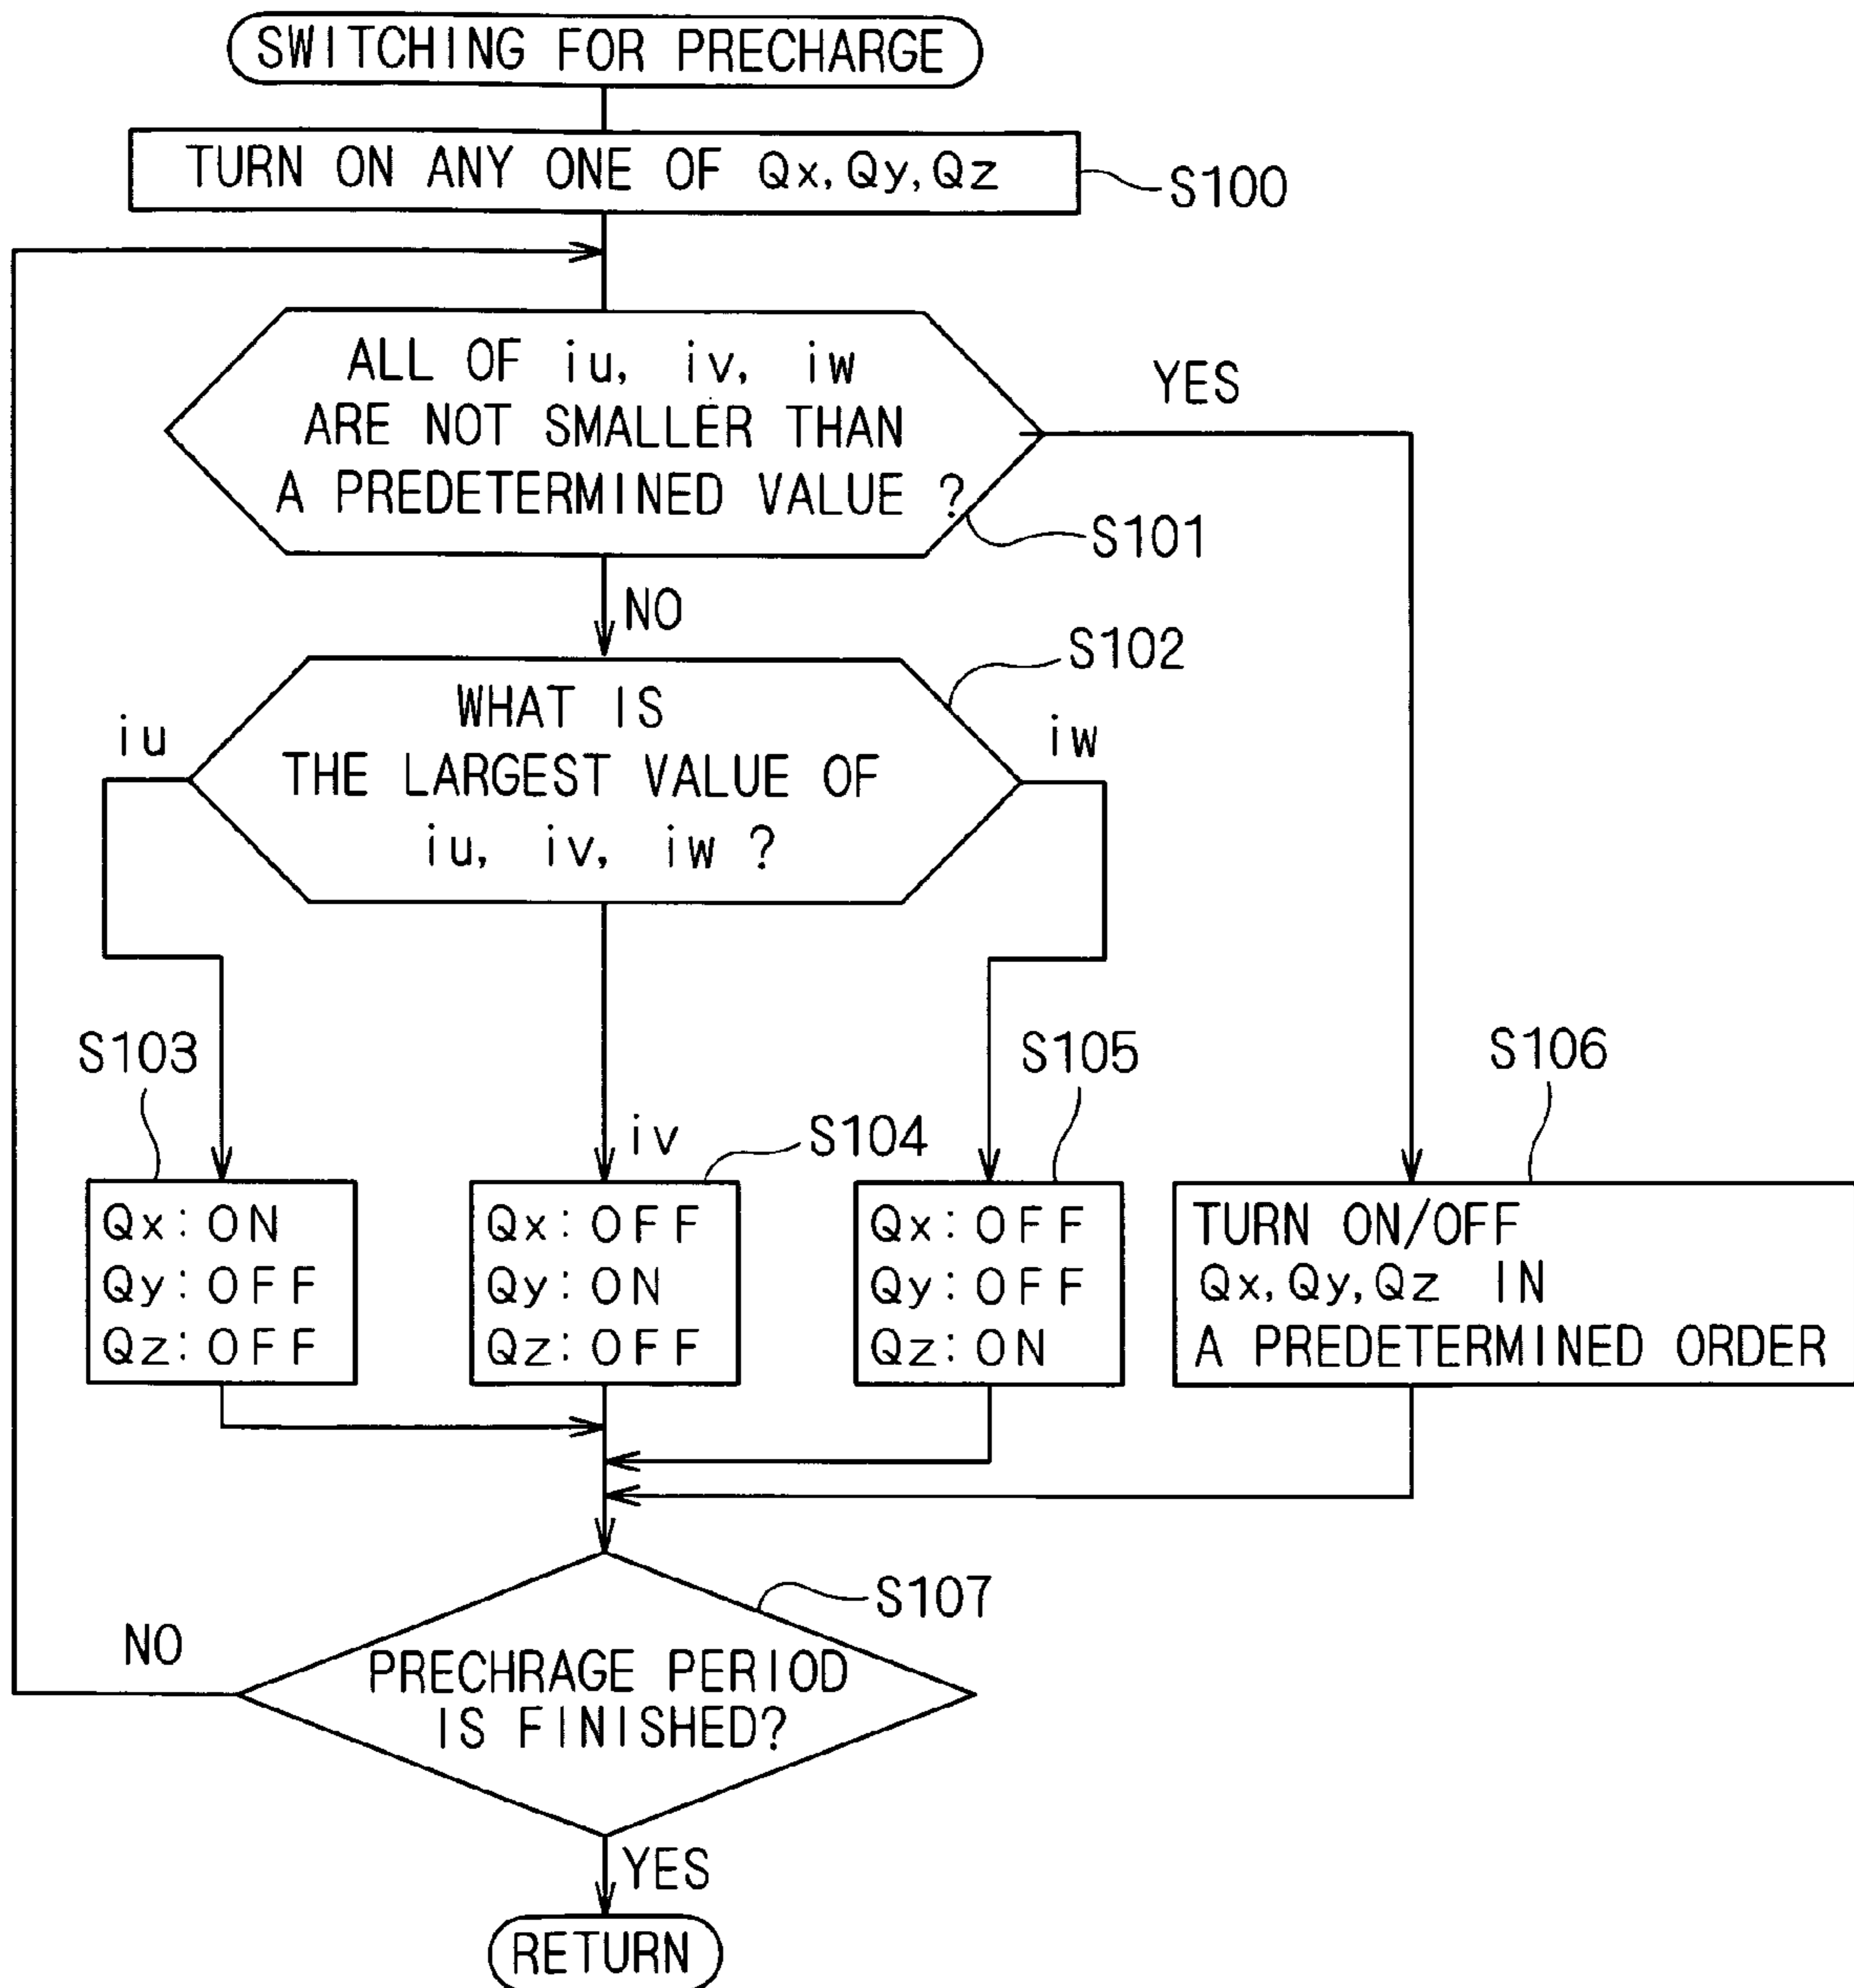 SWITCHING FOR PRECHARGE
TURN ON ANY ONE OF Qx, Qy, Qz
S100
ALL OF iu, iv, iw
ARE NOT SMALLER THAN
A PREDETERMINED VALUE ?
YES
S101
NO
S102
WHAT IS
THE LARGEST VALUE OF
iu, iv, iw ?
iu
iw
S103
iv
S104
S105
S106
Qx: ON
Qy: OFF
Qz: OFF
Qx: OFF
Qy: ON
Qz: OFF
Qx: OFF
Qy: OFF
Qz: ON
TURN ON/OFF
Qx, Qy, Qz IN
A PREDETERMINED ORDER
S107
NO
PRECHRAGE PERIOD
IS FINISHED?
YES
RETURN